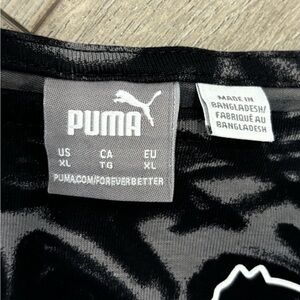 PUMA
US CA EU
XL TG XL
PUMA.COM/FOREVERBETTER
MADE IN
BANGLADESH/
FABRIQUÉ AU
BANGLADESH